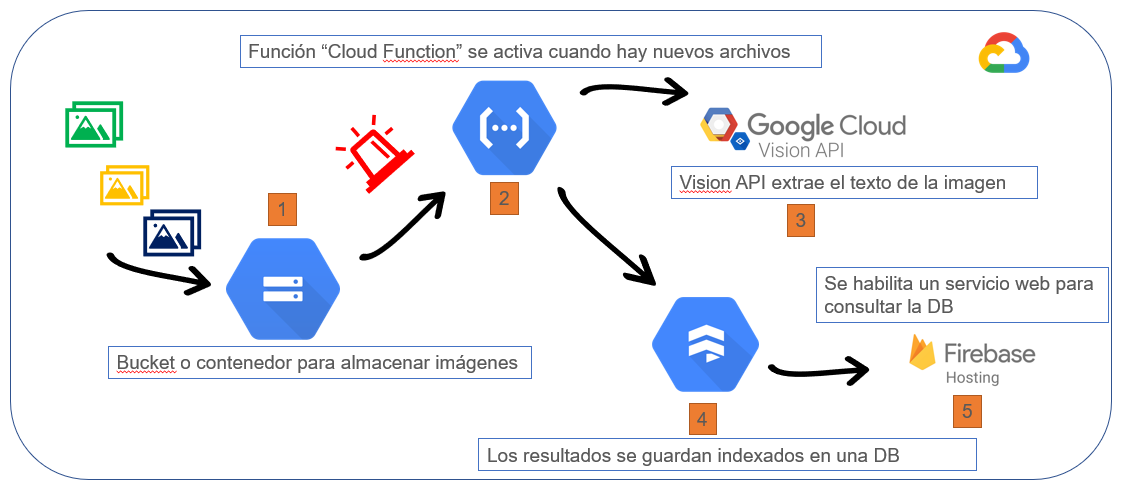 Función “Cloud Function” se activa cuando hay nuevos archivos
Google Cloud
Vision API
Vision API extrae el texto de la imagen
1
2
3
Bucket o contenedor para almacenar imágenes
Se habilita un servicio web para
consultar la DB
Firebase
Hosting
4
5
Los resultados se guardan indexados en una DB